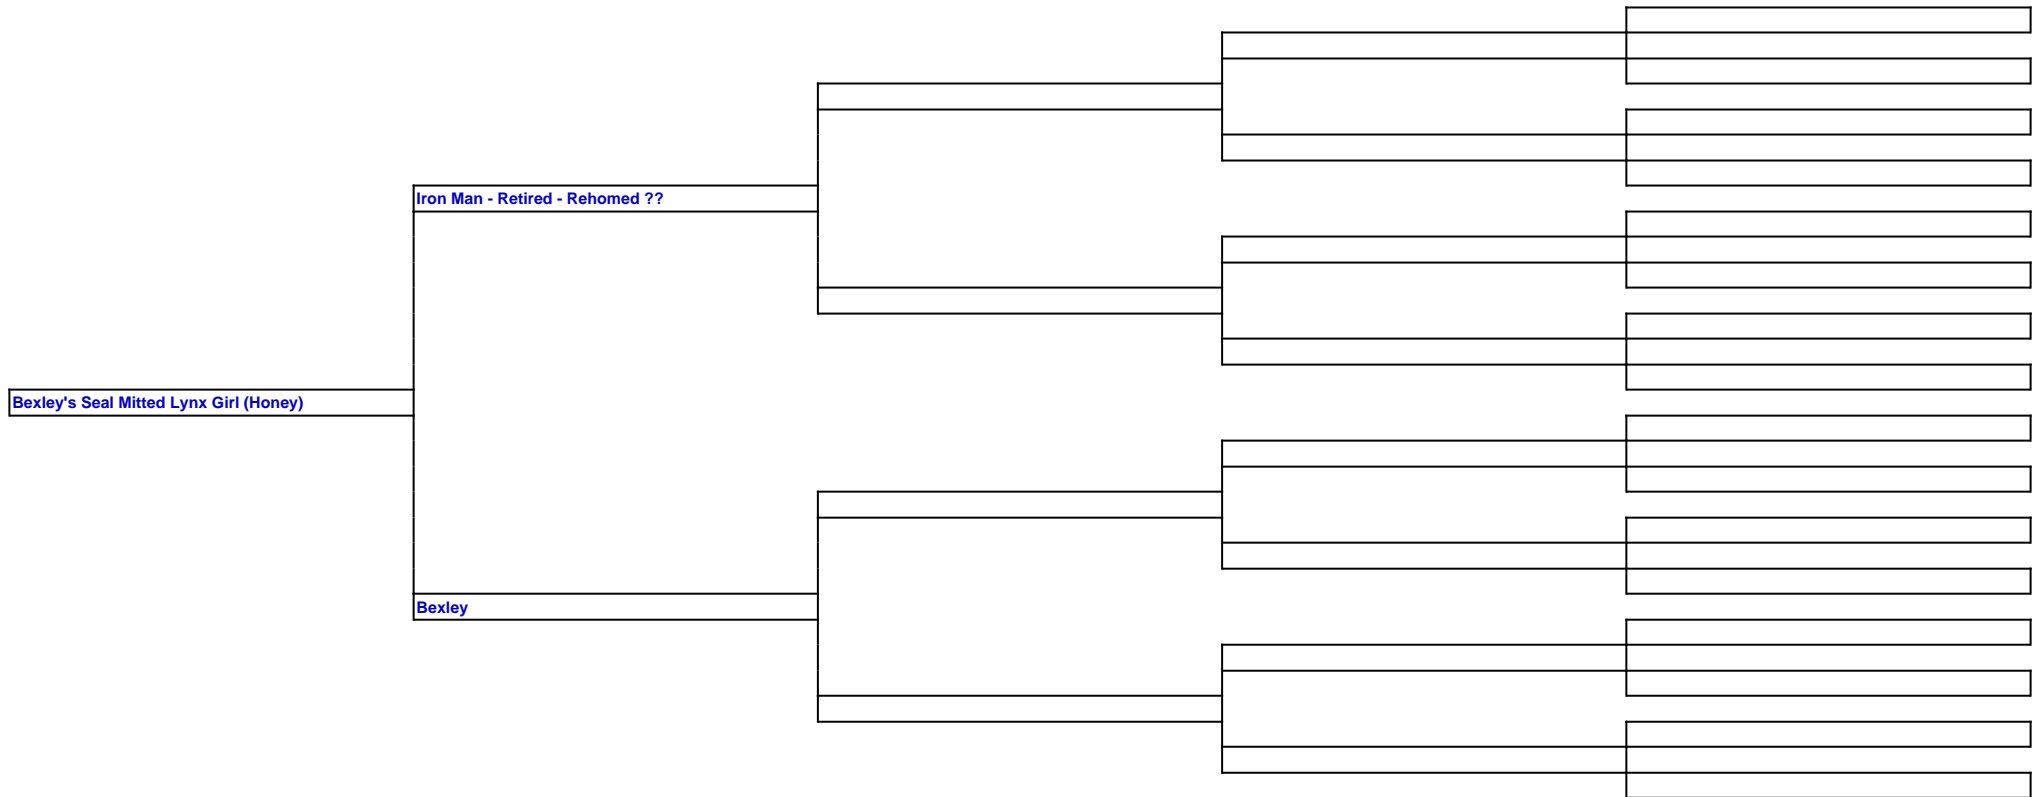 Iron Man - Retired - Rehomed ??
Bexley's Seal Mitted Lynx Girl (Honey)
Bexley